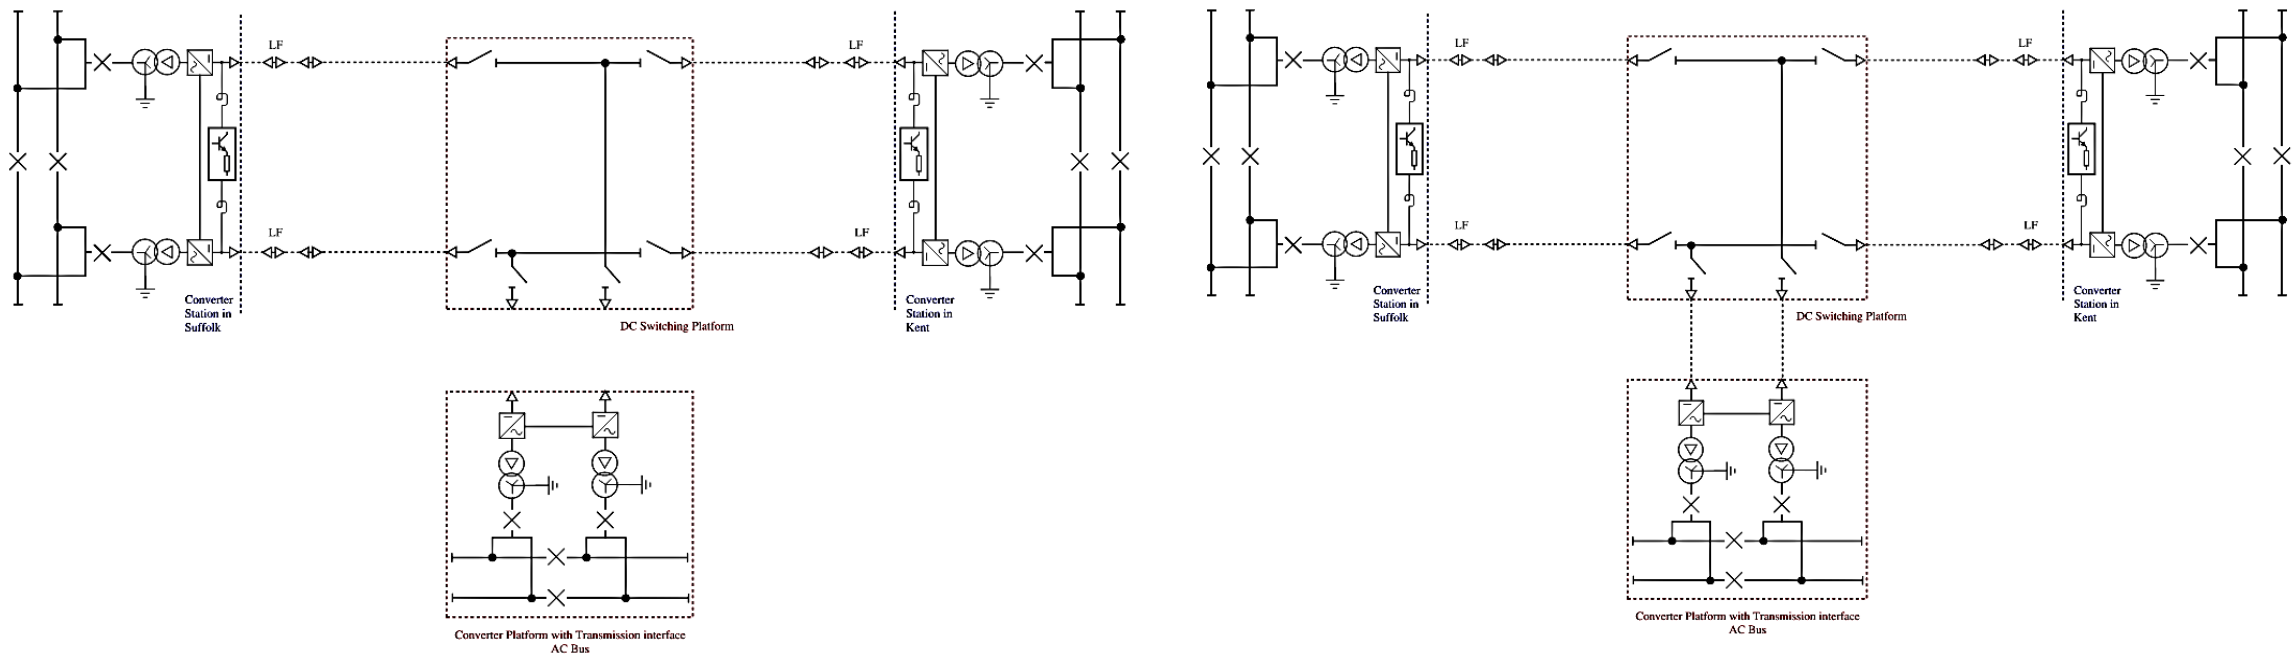 LF
LF
LF
LF
Converter
Station in
Suffolk
Converter
Station in
Kent
DC Switching Platform
Converter Platform with Transmission interface
AC Bus
LF
LF
LF
LF
Converter
Station in
Suffolk
Converter
Station in
Kent
DC Switching Platform
Converter Platform with Transmission interface
AC Bus